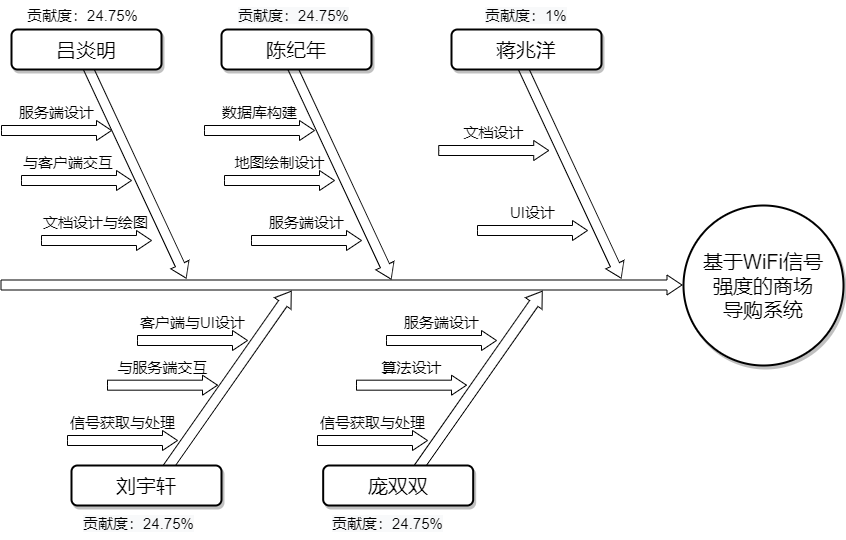 贡献度：24.75%
贡献度：24.75%
贡献度：1%
吕炎明
陈纪年
蒋兆洋
服务端设计
数据库构建
文档设计
与客户端交互
地图绘制设计
文档设计与绘图
服务端设计
UI设计
基于WiFi信号
强度的商场
导购系统
客户端与UI设计
服务端设计
与服务端交互
算法设计
信号获取与处理
信号获取与处理
刘宇轩
庞双双
贡献度：24.75%
贡献度：24.75%